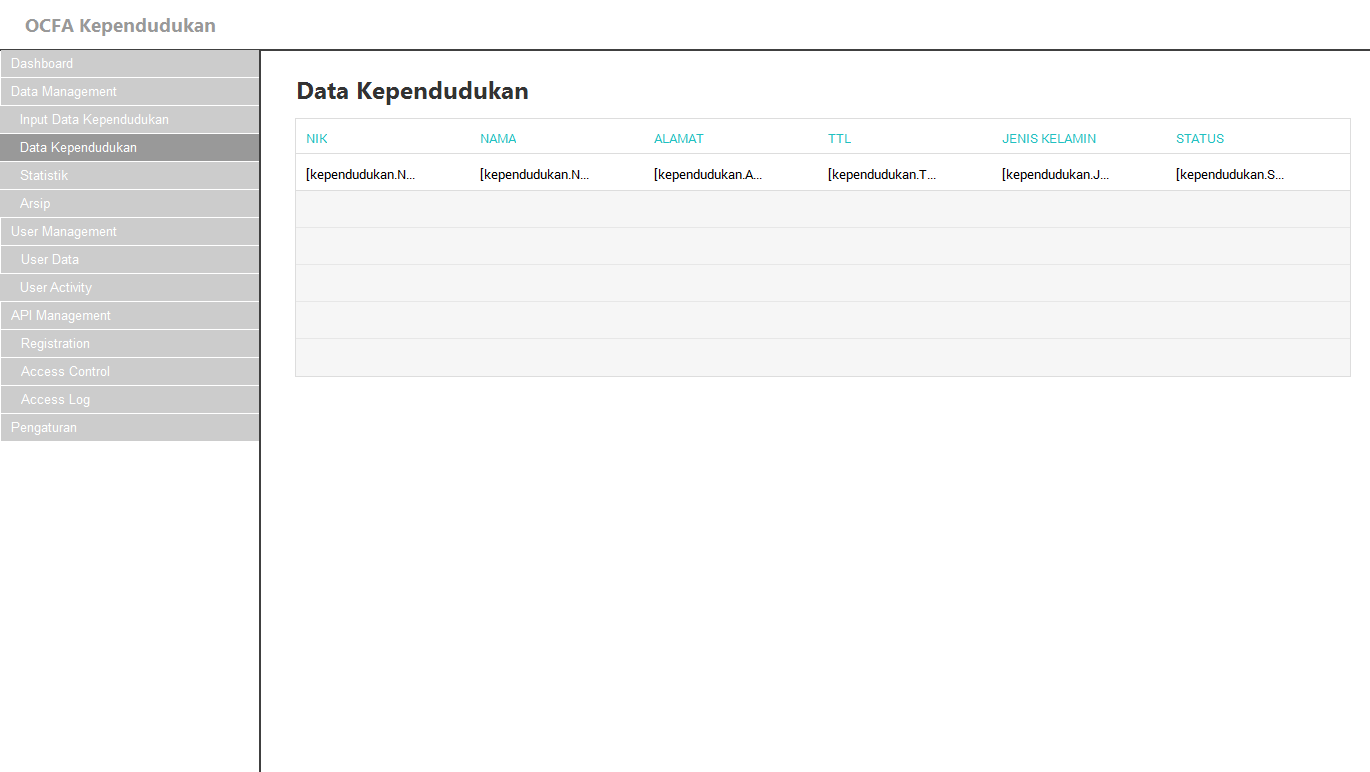 OCFA Kependudukan
Dashboard
Data Management
Input Data Kependudukan
Data Kependudukan
Statistik
Arsip
User Management
User Data
User Activity
API Management
Registration
Access Control
Access Log
Pengaturan
Data Kependudukan
NIK NAMA ALAMAT TTL JENIS KELAMIN STATUS
[kependudukan.N... [kependudukan.N... [kependudukan.A... [kependudukan.T... [kependudukan.J... [kependudukan.S...